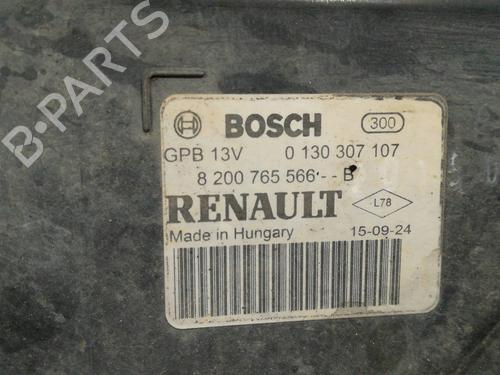 B-PARTS
BOSCH 300
GPB 13V 0 130 307 107
8 200 765 566 - - B
RENAULT L78
Made in Hungary 15-09-24